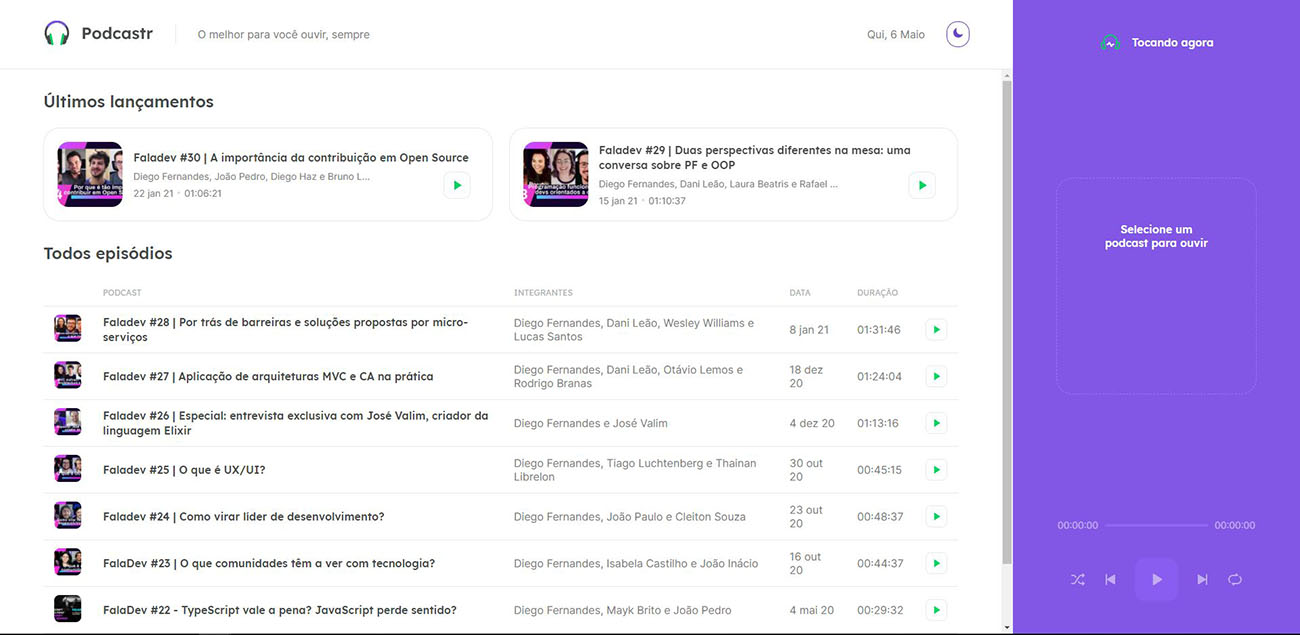 Podcastr
O melhor para você ouvir, sempre
Qui, 6 Maio
Últimos lançamentos
Faladev #30 | A importância da contribuição em Open Source
Diego Fernandes, João Pedro, Diego Haz e Bruno L...
22 jan 21 · 01:06:21
Faladev #29 | Duas perspectivas diferentes na mesa: uma
conversa sobre PF e OOP
Diego Fernandes, Dani Leão, Laura Beatris e Rafael ...
15 jan 21 · 01:10:37
Todos episódios
PODCAST INTEGRANTES DATA DURAÇÃO
Faladev #28 | Por trás de barreiras e soluções propostas por micro-
serviços
Diego Fernandes, Dani Leão, Wesley Williams e
Lucas Santos
8 jan 21
01:31:46
Faladev #27 | Aplicação de arquiteturas MVC e CA na prática
Diego Fernandes, Dani Leão, Otávio Lemos e
Rodrigo Branas
18 dez
20
01:24:04
Faladev #26 | Especial: entrevista exclusiva com José Valim, criador da
linguagem Elixir
Diego Fernandes e José Valim
4 dez 20
01:13:16
Faladev #25 | O que é UX/UI?
Diego Fernandes, Tiago Luchtenberg e Thainan
Librelon
30 out
20
00:45:15
Faladev #24 | Como virar lider de desenvolvimento?
Diego Fernandes, João Paulo e Cleiton Souza
23 out
20
00:48:37
FalaDev #23 | O que comunidades têm a ver com tecnologia?
Diego Fernandes, Isabela Castilho e João Inácio
16 out
20
00:44:37
FalaDev #22 - TypeScript vale a pena? JavaScript perde sentido?
Diego Fernandes, Mayk Brito e João Pedro
4 mai 20
00:29:32
Tocando agora
Selecione um
podcast para ouvir
00:00:00
00:00:00